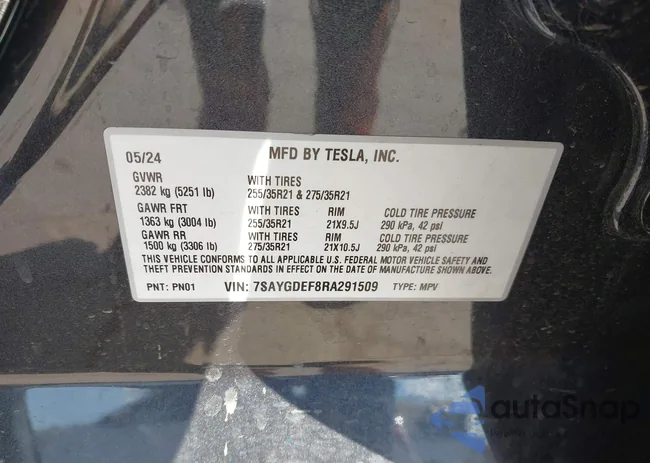 05/24 MFD BY TESLA, INC.
GVWR WITH TIRES
2382 kg (5251 lb) 255/35R21 & 275/35R21
GAWR FRT WITH TIRES RIM COLD TIRE PRESSURE
1363 kg (3004 lb) 255/35R21 21X9.5J 290 kPa, 42 psi
GAWR RR WITH TIRES RIM COLD TIRE PRESSURE
1500 kg (3306 lb) 275/35R21 21X10.5J 290 kPa, 42 psi
THIS VEHICLE CONFORMS TO ALL APPLICABLE U.S. FEDERAL MOTOR VEHICLE SAFETY AND
THEFT PREVENTION STANDARDS IN EFFECT ON THE DATE OF MANUFACTURE SHOWN ABOVE.
PNT: PN01 VIN: 7SAYGDEF8RA291509 TYPE: MPV
autoSnap